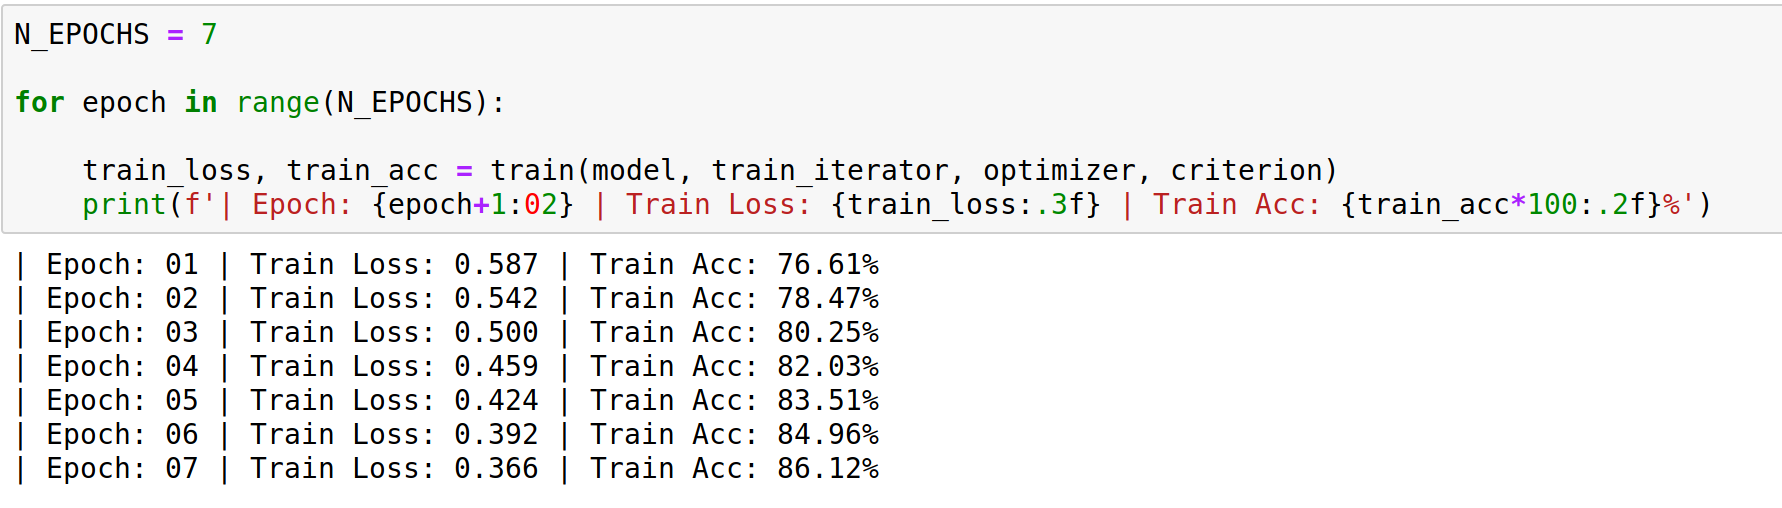 N_EPOCHS = 7
for epoch in range(N_EPOCHS):
train_loss, train_acc = train(model, train_iterator, optimizer, criterion)
print(f'| Epoch: {epoch+1:02} | Train Loss: {train_loss:.3f} | Train Acc: {train_acc*100:.2f}%')
| Epoch: 01 | Train Loss: 0.587 | Train Acc: 76.61%
| Epoch: 02 | Train Loss: 0.542 | Train Acc: 78.47%
| Epoch: 03 | Train Loss: 0.500 | Train Acc: 80.25%
| Epoch: 04 | Train Loss: 0.459 | Train Acc: 82.03%
| Epoch: 05 | Train Loss: 0.424 | Train Acc: 83.51%
| Epoch: 06 | Train Loss: 0.392 | Train Acc: 84.96%
| Epoch: 07 | Train Loss: 0.366 | Train Acc: 86.12%